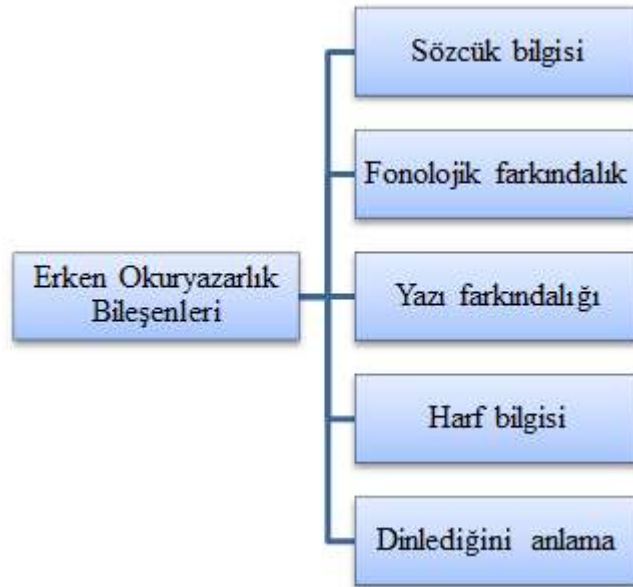 Sözcük bilgisi
Fonolojik farkındalık
Erken Okuryazarlık
Bileşenleri
Yazı farkındalığı
Harf bilgisi
Dinlediğini anlama